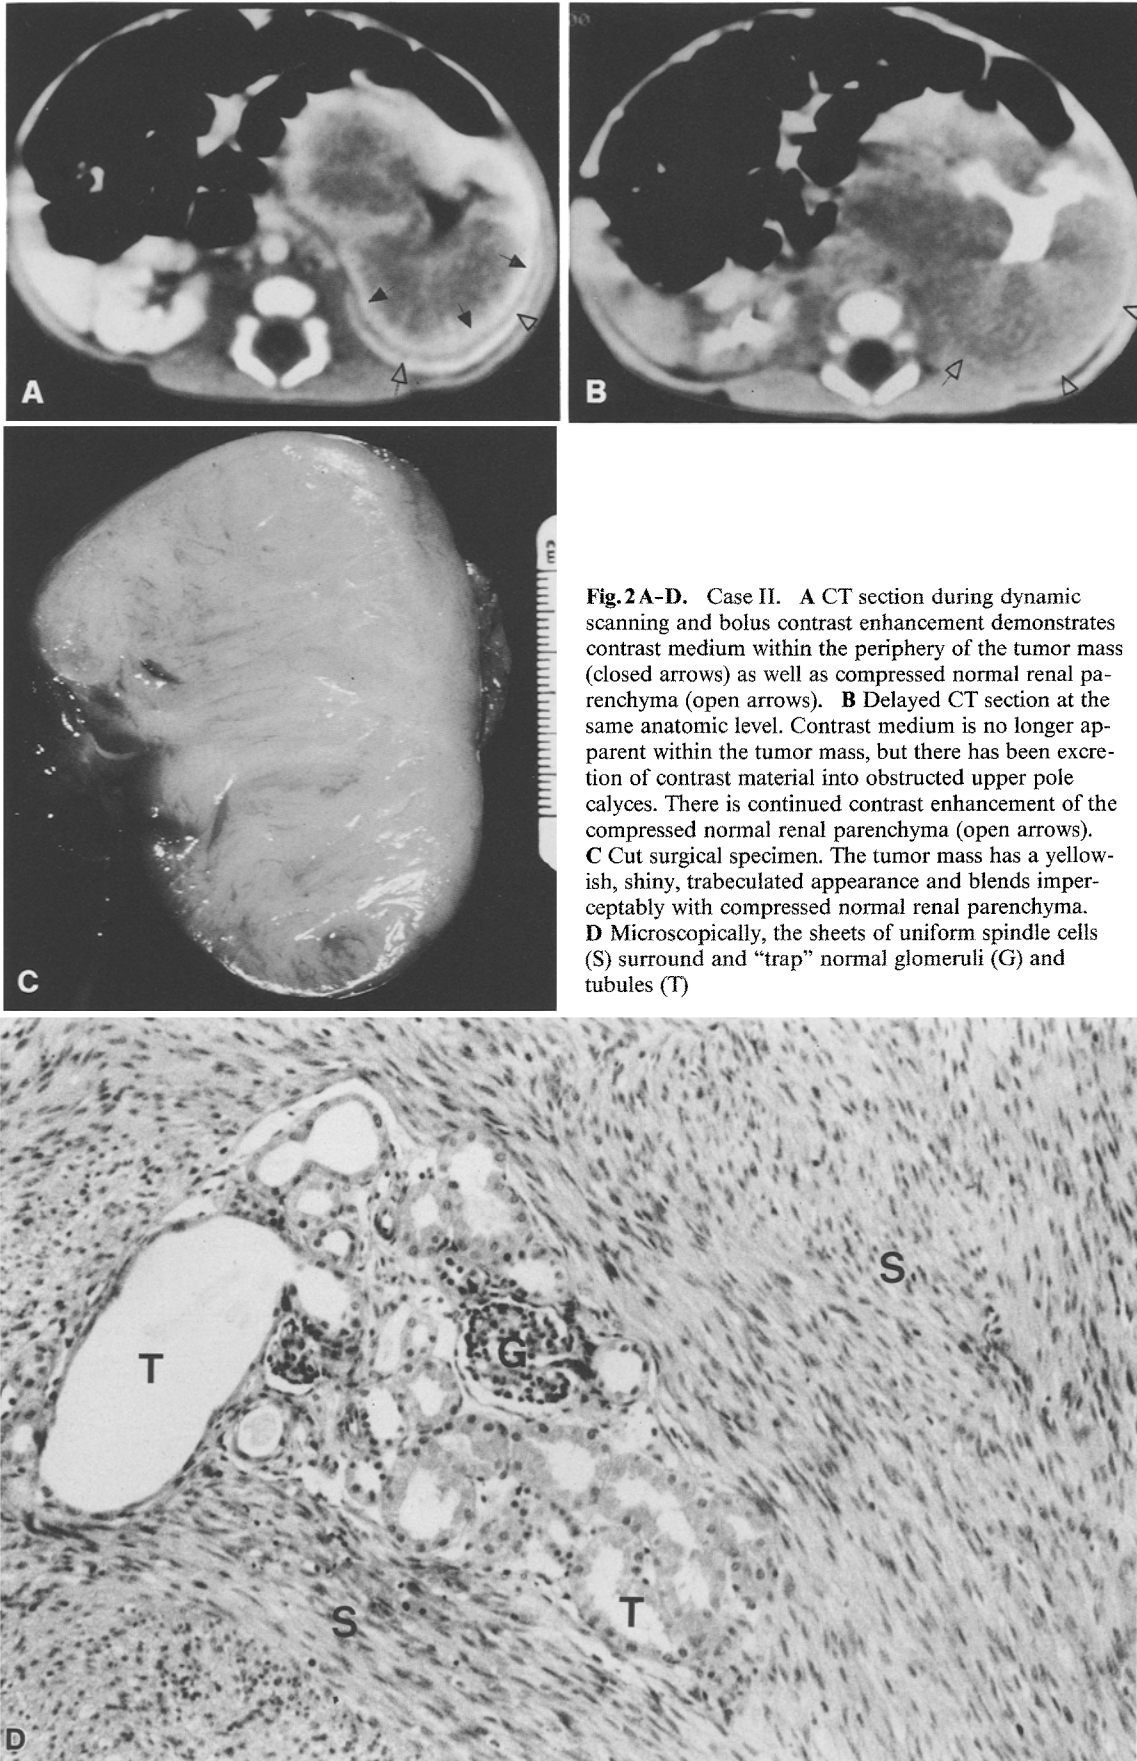 A
B
C
cm
Fig.2 A–D. Case II. A CT section during dynamic
scanning and bolus contrast enhancement demonstrates
contrast medium within the periphery of the tumor mass
(closed arrows) as well as compressed normal renal pa-
renchyma (open arrows). B Delayed CT section at the
same anatomic level. Contrast medium is no longer ap-
parent within the tumor mass, but there has been excre-
tion of contrast material into obstructed upper pole
calyces. There is continued contrast enhancement of the
compressed normal renal parenchyma (open arrows).
C Cut surgical specimen. The tumor mass has a yellow-
ish, shiny, trabeculated appearance and blends imper-
ceptably with compressed normal renal parenchyma.
D Microscopically, the sheets of uniform spindle cells
(S) surround and “trap” normal glomeruli (G) and
tubules (T)
S
G
T
S
T
D